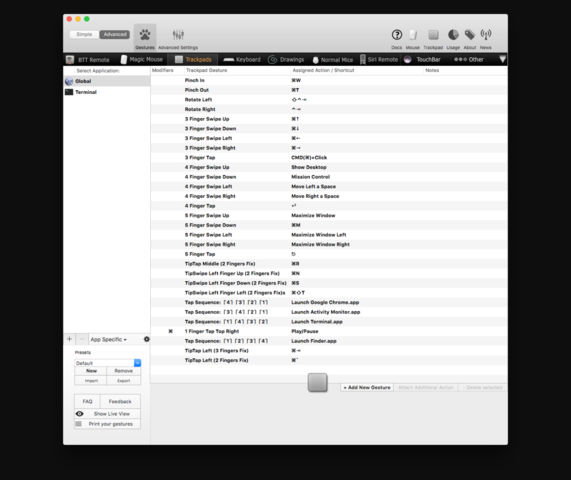 Simple Advanced
Gestures Advanced Settings Docs Mouse Trackpad Usage About News
BTT Remote Magic Mouse Trackpads Keyboard Drawings Normal Mice Siri Remote TouchBar Other
Select Application: Modifiers Trackpad Gesture Assigned Action / Shortcut Notes
Global
Terminal
Pinch In ⌘W
Pinch Out ⌘T
Rotate Left ⇧^⇥
Rotate Right ^⇥
3 Finger Swipe Up ⌘↑
3 Finger Swipe Down ⌘↓
3 Finger Swipe Left ⌘←
3 Finger Swipe Right ⌘→
3 Finger Tap CMD(⌘)+Click
4 Finger Swipe Up Show Desktop
4 Finger Swipe Down Mission Control
4 Finger Swipe Left Move Left a Space
4 Finger Swipe Right Move Right a Space
4 Finger Tap ↩
5 Finger Swipe Up Maximize Window
5 Finger Swipe Down ⌘M
5 Finger Swipe Left Maximize Window Left
5 Finger Swipe Right Maximize Window Right
5 Finger Tap
TipTap Middle (2 Fingers Fix) ⌘R
TipSwipe Left Finger Up (2 Fingers Fix) ⌘N
TipSwipe Left Finger Down (2 Fingers Fix) ⌘S
TipSwipe Left Finger Left (2 Fingers Fix) ⌘⇧T
Tap Sequence: [4] [3] [2] [1] Launch Google Chrome.app
Tap Sequence: Launch Activity Monitor.app
Tap Sequence: [1] [4] [3] [2] Launch Terminal.app
⌘ 1 Finger Tap Top Right Play/Pause
Tap Sequence: [1] [2] [3] [4] Launch Finder.app
TipTap Left (3 Fingers Fix) ⌘⇥
TipTap Left (2 Fingers Fix)
+ − App Specific
Presets
Default
New Remove
Import Export
FAQ Feedback
Show Live View
Print your gestures
+ Add New Gesture Attach Additional Action Delete selected